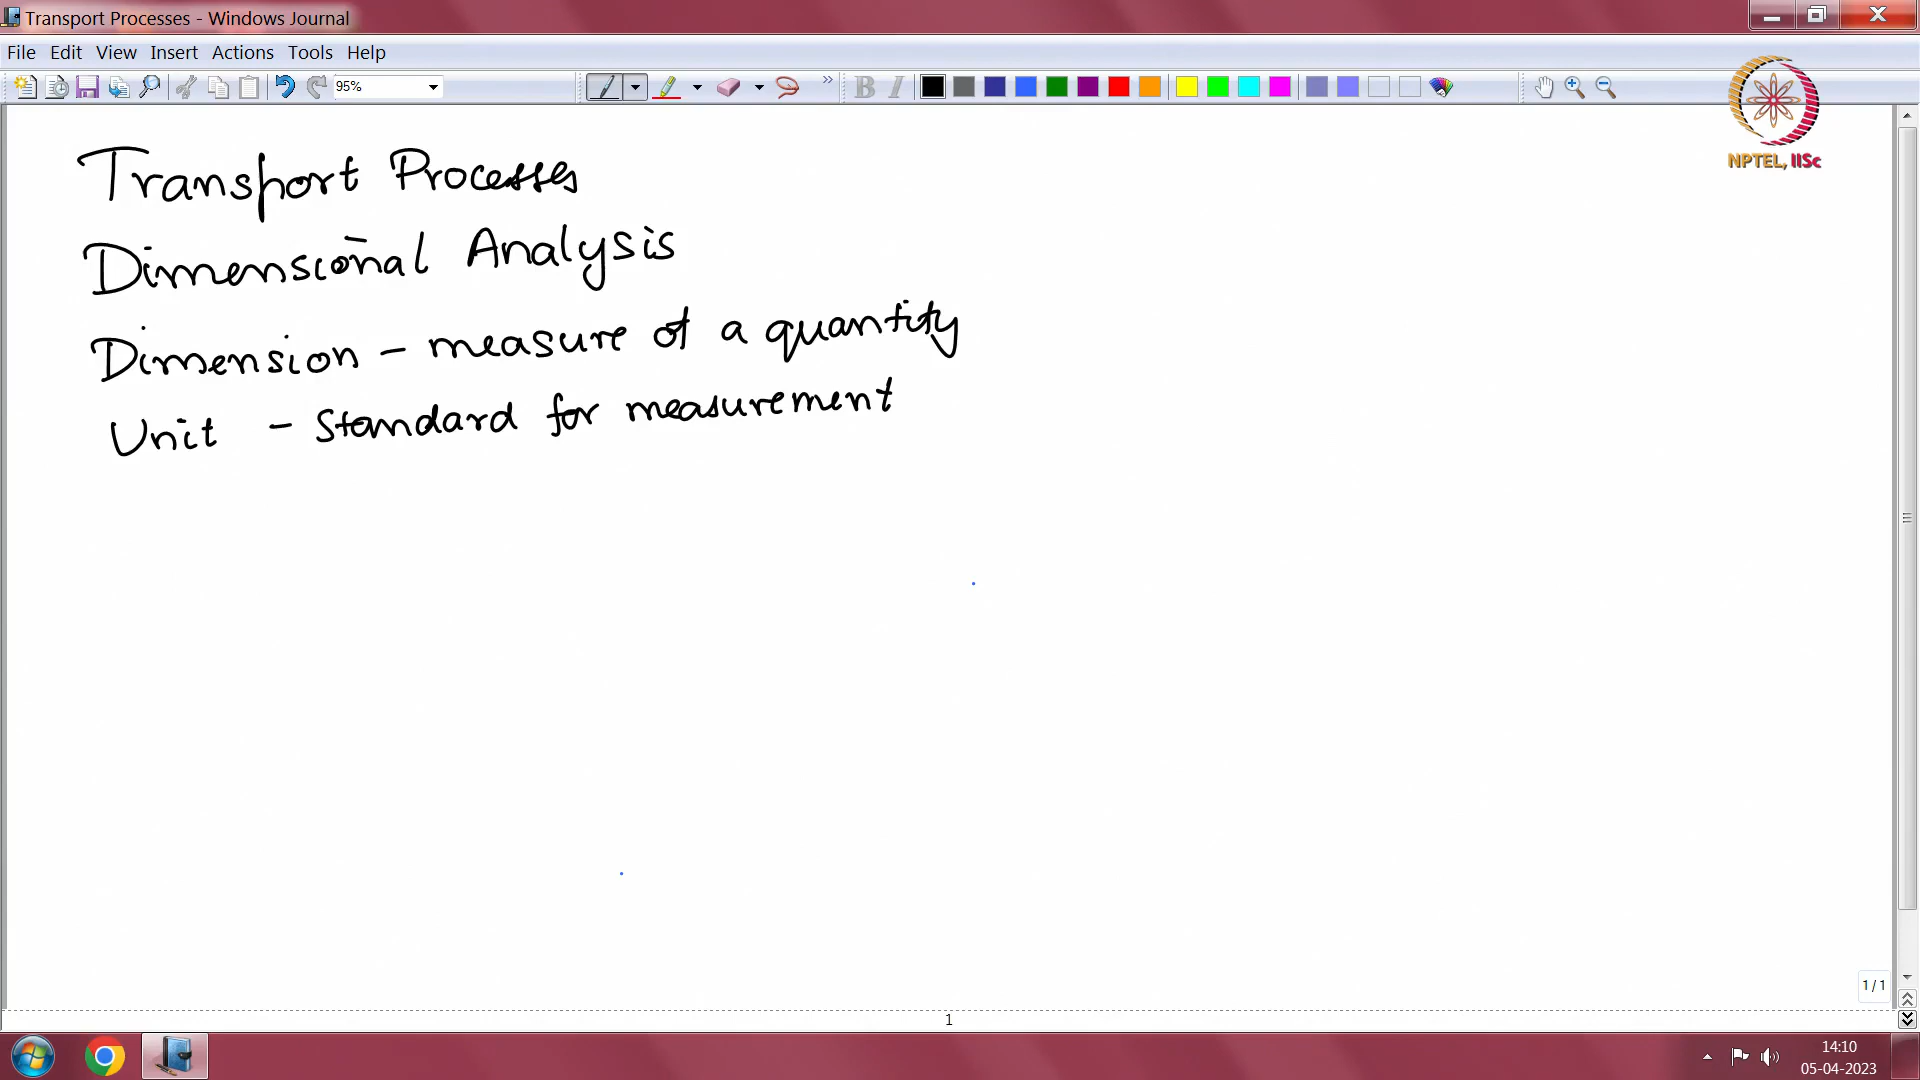 Transport Processes - Windows Journal
File Edit View Insert Actions Tools Help
95%
B I
NPTEL, IISc
Transport Processes
Dimensional Analysis
Dimension - measure of a quantity
Unit - Standard for measurement
1 / 1
1
14:10
05-04-2023